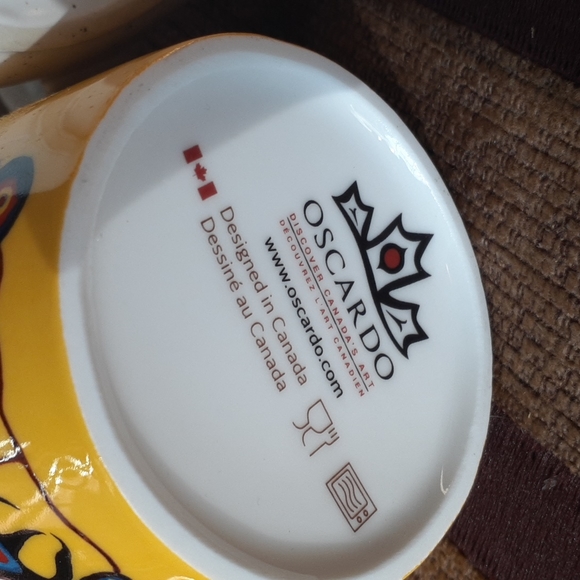 OSCARDO
DISCOVER CANADA'S ART
DÉCOUVREZ L'ART CANADIEN
www.oscardo.com
Designed in Canada
Dessiné au Canada